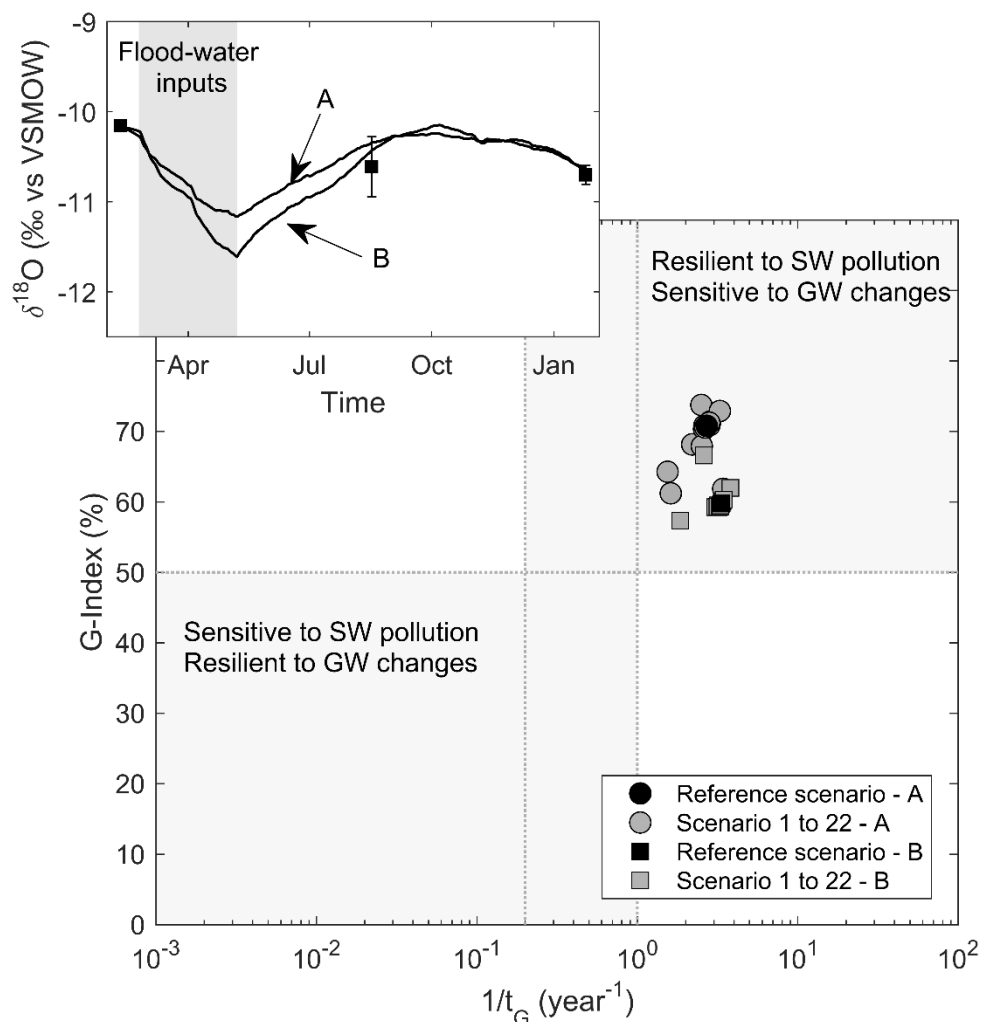 -9
-10
-11
-12
δ¹⁸O (‰ vs VSMOW)
Flood-water
inputs
A
B
Apr
Jul
Oct
Jan
Time
Resilient to SW pollution
Sensitive to GW changes
Sensitive to SW pollution
Resilient to GW changes
70
60
50
40
30
20
10
0
G-Index (%)
Reference scenario - A
Scenario 1 to 22 - A
Reference scenario - B
Scenario 1 to 22 - B
10⁻³
10⁻²
10⁻¹
10⁰
10¹
10²
1/t_G (year⁻¹)